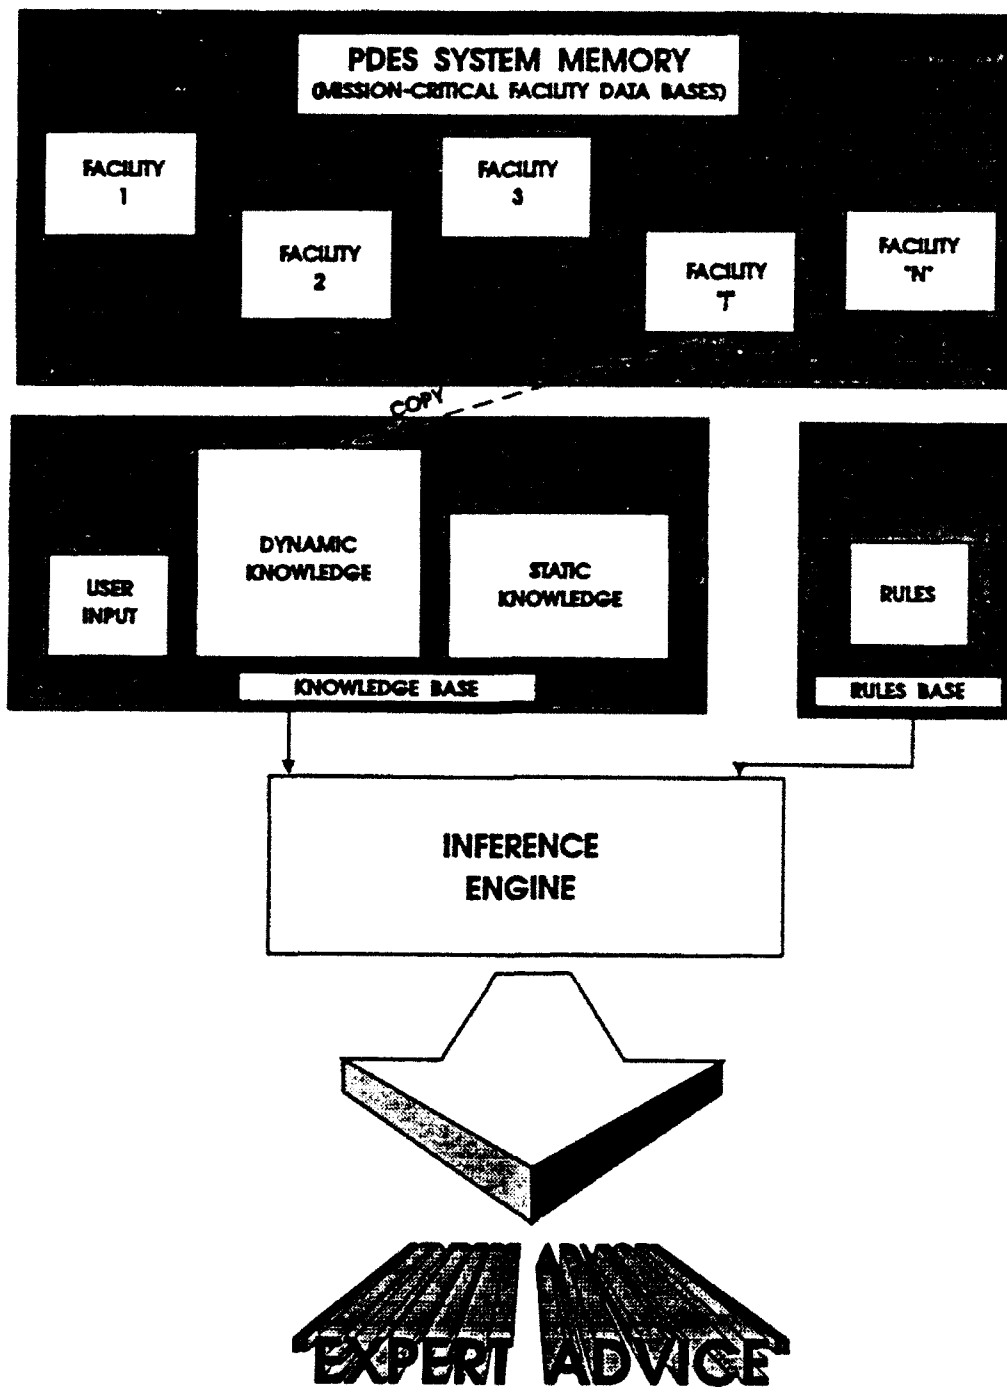 PDES SYSTEM MEMORY
(MISSION-CRITICAL FACILITY DATA BASES)
FACILITY
1
FACILITY
2
FACILITY
3
FACILITY
FACILITY
"N"
COPY
USER
INPUT
DYNAMIC
KNOWLEDGE
STATIC
KNOWLEDGE
KNOWLEDGE BASE
RULES
RULES BASE
INFERENCE
ENGINE
EXPERT ADVICE